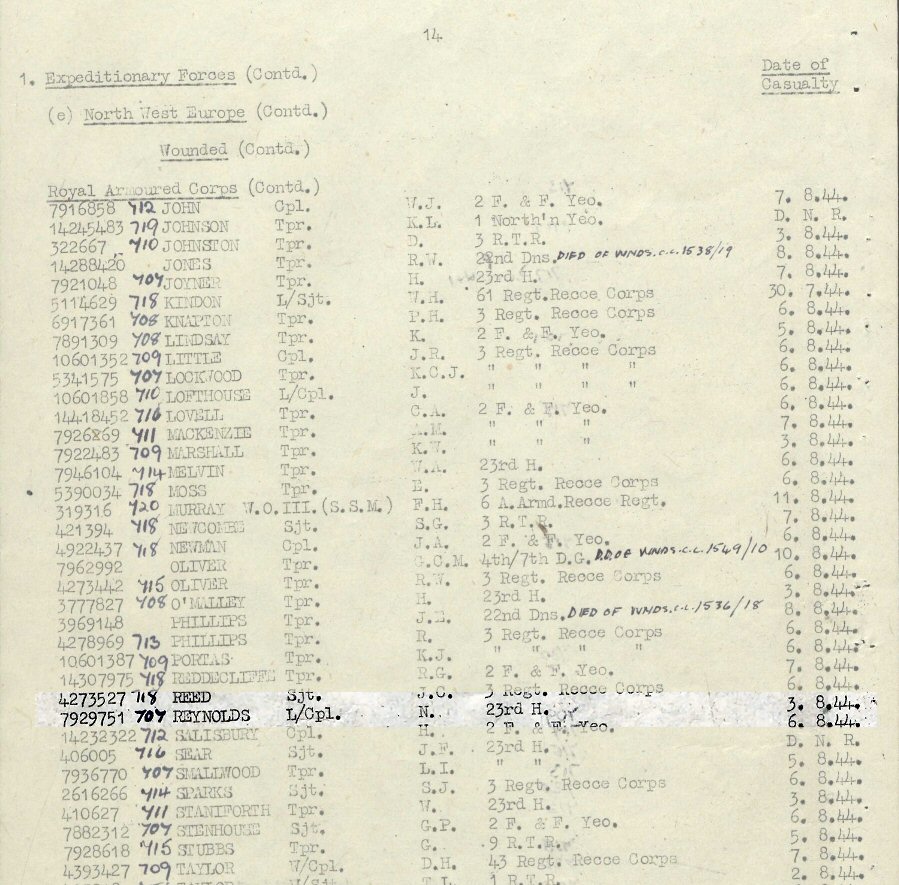 14
1. Expeditionary Forces (Contd.)
Date of
Casualty
(e) North West Europe (Contd.)
Wounded (Contd.)
Royal Armoured Corps (Contd.)
7916858 712 JOHN Cpl. W.J. 2 F. & F. Yeo. 7. 8.44.
14245483 719 JOHNSON Tpr. K.L. 1 North'n Yeo. D. N. R.
322667 710 JOHNSTON Tpr. D. 3 R.T.R. 3. 8.44.
14288420 JONES Tpr. R.W. 22nd Dns. DIED OF WNDS. C.C. 1538/19 8. 8.44.
7921048 707 JOYNER Tpr. H. 23rd H. 7. 8.44.
5114629 718 KINDON L/Sjt. W.H. 61 Regt.Recce Corps 30. 7.44.
6917361 708 KNAPTON Tpr. P.H. 3 Regt. Recce Corps 6. 8.44.
7891309 708 LINDSAY Tpr. K. 2 F. & F. Yeo. 5. 8.44.
10601352 709 LITTLE Cpl. J.R. 3 Regt. Recce Corps 6. 8.44.
5341575 707 LOCKWOOD Tpr. K.C.J. " " " " 6. 8.44.
10601858 710 LOFTHOUSE L/Cpl. J. " " " " 6. 8.44.
14418452 716 LOVELL Tpr. C.A. 2 F. & F. Yeo. 6. 8.44.
7926869 711 MACKENZIE Tpr. A.M. " " " 7. 8.44.
7922483 709 MARSHALL Tpr. K.W. " " " 3. 8.44.
7946104 714 MELVIN Tpr. W.A. 23rd H. 6. 8.44.
5390034 718 MOSS Tpr. E. 3 Regt. Recce Corps 6. 8.44.
319316 720 MURRAY W.O.III.(S.S.M.) F.H. 6 A.Armd.Recce Regt. 11. 8.44.
421394 718 NEWCOMBE Sjt. S.G. 3 R.T.R. 7. 8.44.
4922437 718 NEWMAN Cpl. J.A. 2 F. & F. Yeo. 6. 8.44.
7962992 OLIVER Tpr. G.C.M. 4th/7th D.G. D.D.OF WNDS. C.C. 1549/10 10. 8.44.
4273442 715 OLIVER Tpr. R.W. 3 Regt. Recce Corps 6. 8.44.
3777827 708 O'MALLEY Tpr. H. 23rd H. 3. 8.44.
3969148 PHILLIPS Tpr. J.E. 22nd Dns. DIED OF WNDS. C.C. 1536/18 8. 8.44.
4278969 713 PHILLIPS Tpr. R. 3 Regt. Recce Corps 6. 8.44.
10601387 709 PORTAS Tpr. K.J. " " " " 6. 8.44.
14307975 718 REDDECLIFFE Tpr. R.G. 2 F. & F. Yeo. 7. 8.44.
4273527 718 REED Sjt. J.C. 3 Regt. Recce Corps 6. 8.44.
7929751 707 REYNOLDS L/Cpl. N. 23rd H. 3. 8.44.
14232322 712 SALISBURY Cpl. H. 2 F. & F. Yeo. 6. 8.44.
406005 716 SEAR Sjt. J.F. 23rd H. D. N. R.
7936770 707 SMALLWOOD Tpr. L.I. " " 5. 8.44.
2616266 714 SPARKS Sjt. S.J. 3 Regt. Recce Corps 6. 8.44.
410627 711 STANIFORTH Tpr. W. 23rd H. 3. 8.44.
7882312 707 STENHOUSE Sjt. G.P. 2 F. & F. Yeo. 6. 8.44.
7928618 715 STUBBS Tpr. G. 9 R.T.R. 5. 8.44.
4393427 709 TAYLOR W/Cpl. D.H. 43 Regt. Recce Corps 7. 8.44.
1 R.T.R. 2. 8.44.